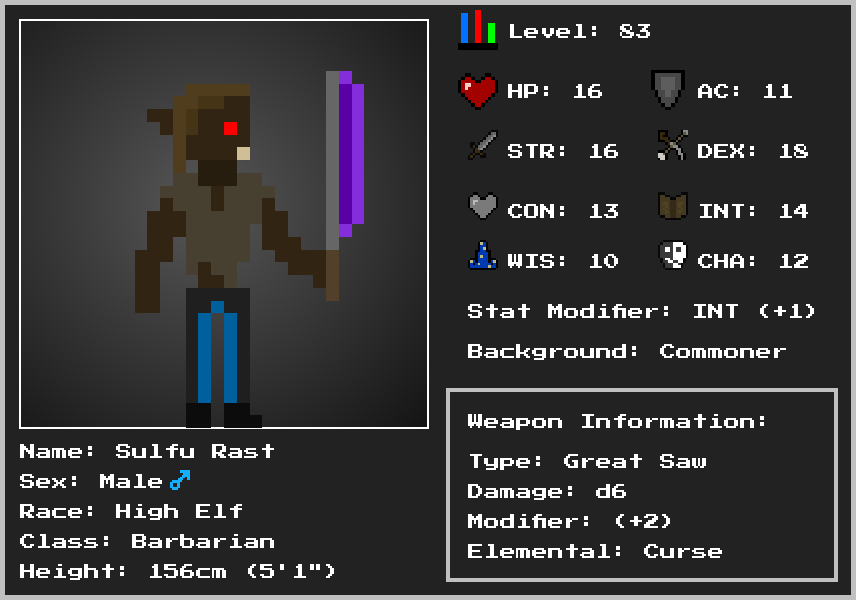 Level: 83
HP: 16 AC: 11
STR: 16 DEX: 18
CON: 13 INT: 14
WIS: 10 CHA: 12
Stat Modifier: INT (+1)
Background: Commoner
Weapon Information:
Type: Great Saw
Damage: d6
Modifier: (+2)
Elemental: Curse
Name: Sulfu Rast
Sex: Male♂
Race: High Elf
Class: Barbarian
Height: 156cm (5'1")